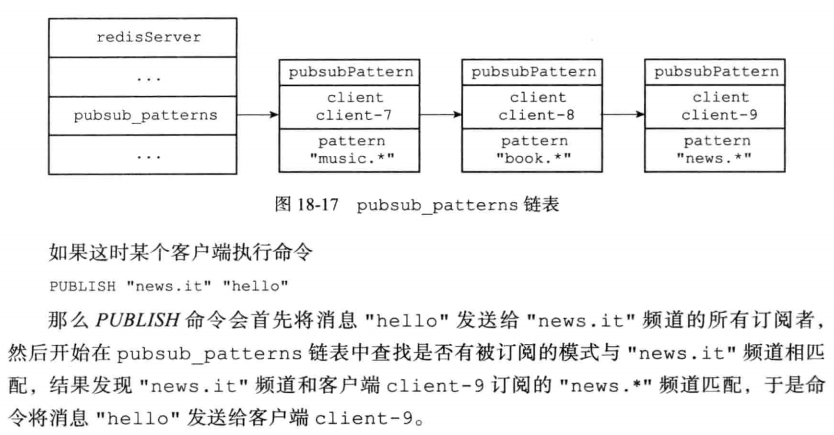 redisServer
...
pubsub_patterns
...
pubsubPattern
client
client-7
pattern
"music.*"
pubsubPattern
client
client-8
pattern
"book.*"
pubsubPattern
client
client-9
pattern
"news.*"
图 18-17 pubsub_patterns 链表
如果这时某个客户端执行命令
PUBLISH "news.it" "hello"
那么 PUBLISH 命令会首先将消息 "hello" 发送给 "news.it" 频道的所有订阅者，
然后开始在 pubsub_patterns 链表中查找是否有被订阅的模式与 "news.it" 频道相匹
配，结果发现 "news.it" 频道和客户端 client-9 订阅的 "news.*" 频道匹配，于是命
令将消息 "hello" 发送给客户端 client-9。